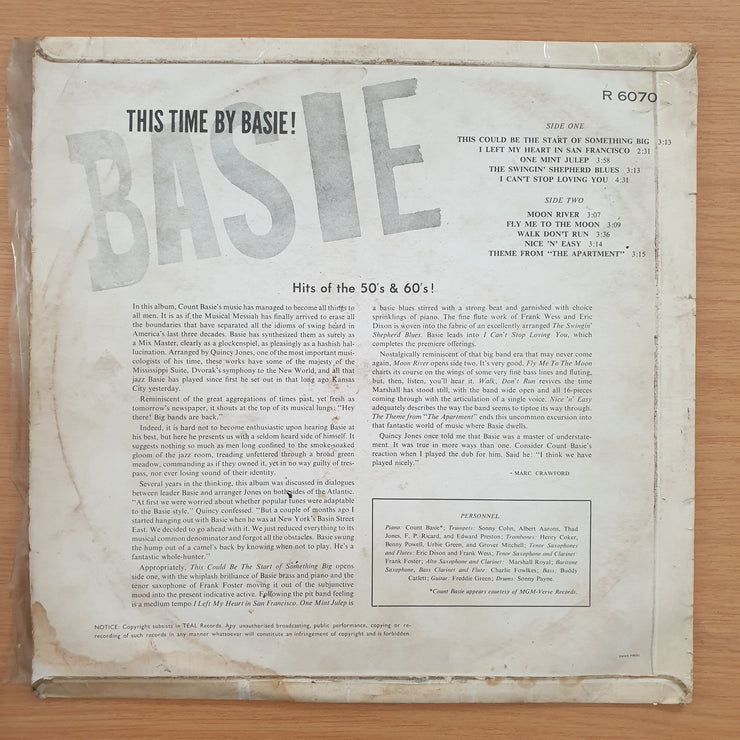 THIS TIME BY BASIE!
BASIE
R 6070
SIDE ONE
THIS COULD BE THE START OF SOMETHING BIG 3:13
I LEFT MY HEART IN SAN FRANCISCO 2:31
ONE MINT JULEP 3:58
THE SWINGIN' SHEPHERD BLUES 3:13
I CAN'T STOP LOVING YOU 4:31
SIDE TWO
MOON RIVER 3:07
FLY ME TO THE MOON 3:09
WALK DON'T RUN 3:36
NICE 'N' EASY 3:14
THEME FROM "THE APARTMENT" 3:15
Hits of the 50's & 60's!
In this album, Count Basie's music has managed to become all things to
all men. It is as if the Musical Messiah has finally arrived to erase all
the boundaries that have separated all the idioms of swing heard in
America's last three decades. Basie has synthesized them as surely as
a Mix Master, clearly as a glockenspiel, as pleasingly as a hashish hal-
lucination. Arranged by Quincy Jones, one of the most important musi-
cologists of his time, these works have some of the majesty of the
Mississippi Suite, Dvorak's symphony to the New World, and all that
jazz Basie has played since first he set out in that long ago Kansas
City yesterday.
Reminiscent of the great aggregations of times past, yet fresh as
tomorrow's newspaper, it shouts at the top of its musical lungs: "Hey
there! Big bands are back."
Indeed, it is hard not to become enthusiastic upon hearing Basie at
his best, but here he presents us with a seldom heard side of himself. It
suggests nothing so much as men long confined to the smoke-soaked
gloom of the jazz room, treading unfettered through a broad green
meadow, commanding as if they owned it, yet in no way guilty of tres-
pass, nor ever losing sound of their identity.
Several years in the thinking, this album was discussed in dialogues
between leader Basie and arranger Jones on both sides of the Atlantic.
"At first we were worried about whether popular tunes were adaptable
to the Basie style," Quincy confessed. "But a couple of months ago I
started hanging out with Basie when he was at New York's Basin Street
East. We decided to go ahead with it. We just reduced everything to its
musical common denominator and forgot all the obstacles. Basie swung
the hump out of a camel's back by knowing when not to play. He's a
fantastic whole-hunter."
Appropriately, This Could Be The Start of Something Big opens
side one, with the whiplash brilliance of Basie brass and piano and the
tenor saxophone of Frank Foster moving it out of the subjunctive
mood into the present indicative active. Following the pit band feeling
is a medium tempo I Left My Heart in San Francisco. One Mint Julep is
a basic blues stirred with a strong beat and garnished with choice
sprinklings of piano. The fine flute work of Frank Wess and Eric
Dixon is woven into the fabric of an excellently arranged The Swingin'
Shepherd Blues. Basie leads into I Can't Stop Loving You, which
completes the premiere offerings.
Nostalgically reminiscent of that big band era that may never come
again, Moon River opens side two. It's very good. Fly Me To The Moon
charts its course on the wings of some very fine bass lines and fluting,
but, then, listen, you'll hear it. Walk, Don't Run revives the time
Marshall has stood still, with the band wide open and all 16-pieces
coming through with the articulation of a single voice. Nice 'n' Easy
adequately describes the way the band seems to tiptoe its way through.
The Theme from "The Apartment" ends this uncommon excursion into
that fantastic world of music where Basie dwells.
Quincy Jones once told me that Basie was a master of understate-
ment. It was true in more ways than one. Consider Count Basie's
reaction when I played the dub for him. Said he: "I think we have
played nicely."
- MARC CRAWFORD
PERSONNEL:
Piano: Count Basie*; Trumpets: Sonny Cohn, Albert Aarons, Thad
Jones, F. P. Ricard, and Edward Preston; Trombones: Henry Coker,
Benny Powell, Urbie Green, and Grover Mitchell; Tenor Saxophones
and Flutes: Eric Dixon and Frank Wess; Tenor Saxophone and Clarinet:
Frank Foster; Alto Saxophone and Clarinet: Marshall Royal; Baritone
Saxophone, Bass Clarinet and Flute: Charlie Fowlkes; Bass: Buddy
Catlett; Guitar: Freddie Green; Drums: Sonny Payne.
*Count Basie appears courtesy of MGM-Verve Records.
NOTICE: Copyright subsists in TEAL Records. Any unauthorised broadcasting, public performance, copying or re-
recording of such records in any manner whatsoever will constitute an infringement of copyright and is forbidden.